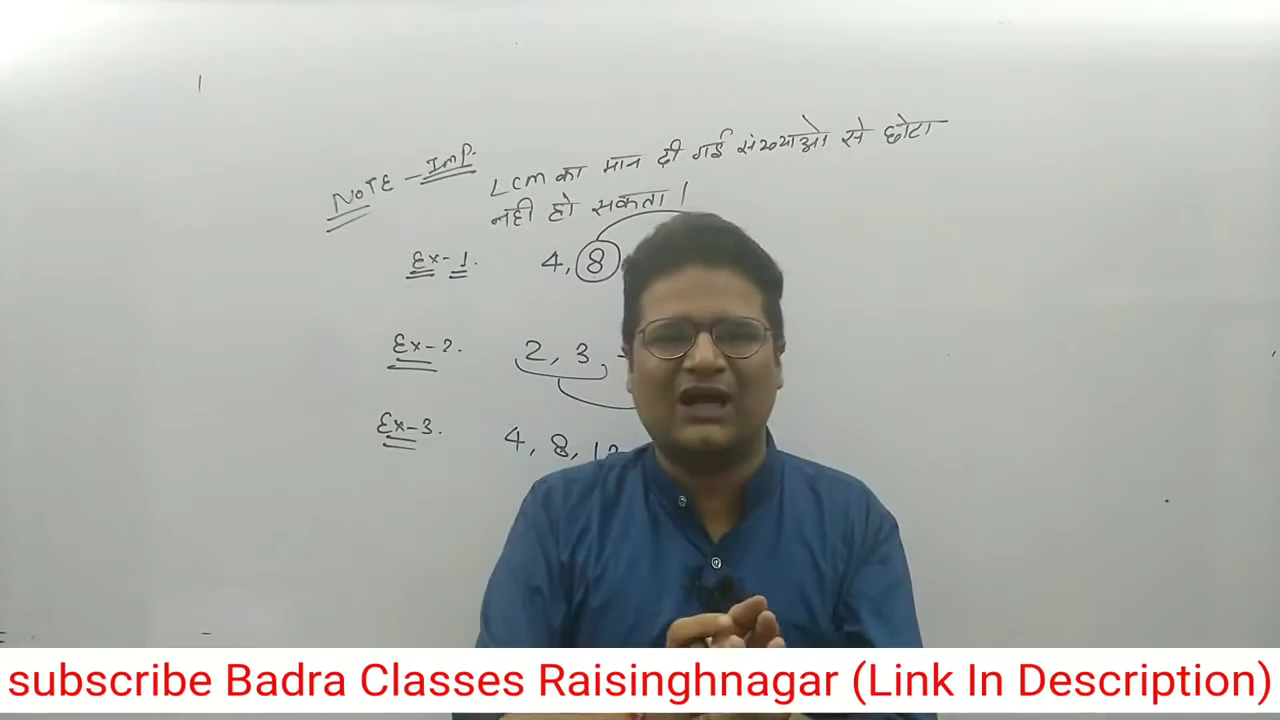 NOTE - Imp. LCM का मान दी गई संख्याओ से छोटा
नही हो सकता।
Ex-1. 4, 8
Ex-2. 2, 3,
Ex-3. 4, 8,
subscribe Badra Classes Raisinghnagar (Link In Description)